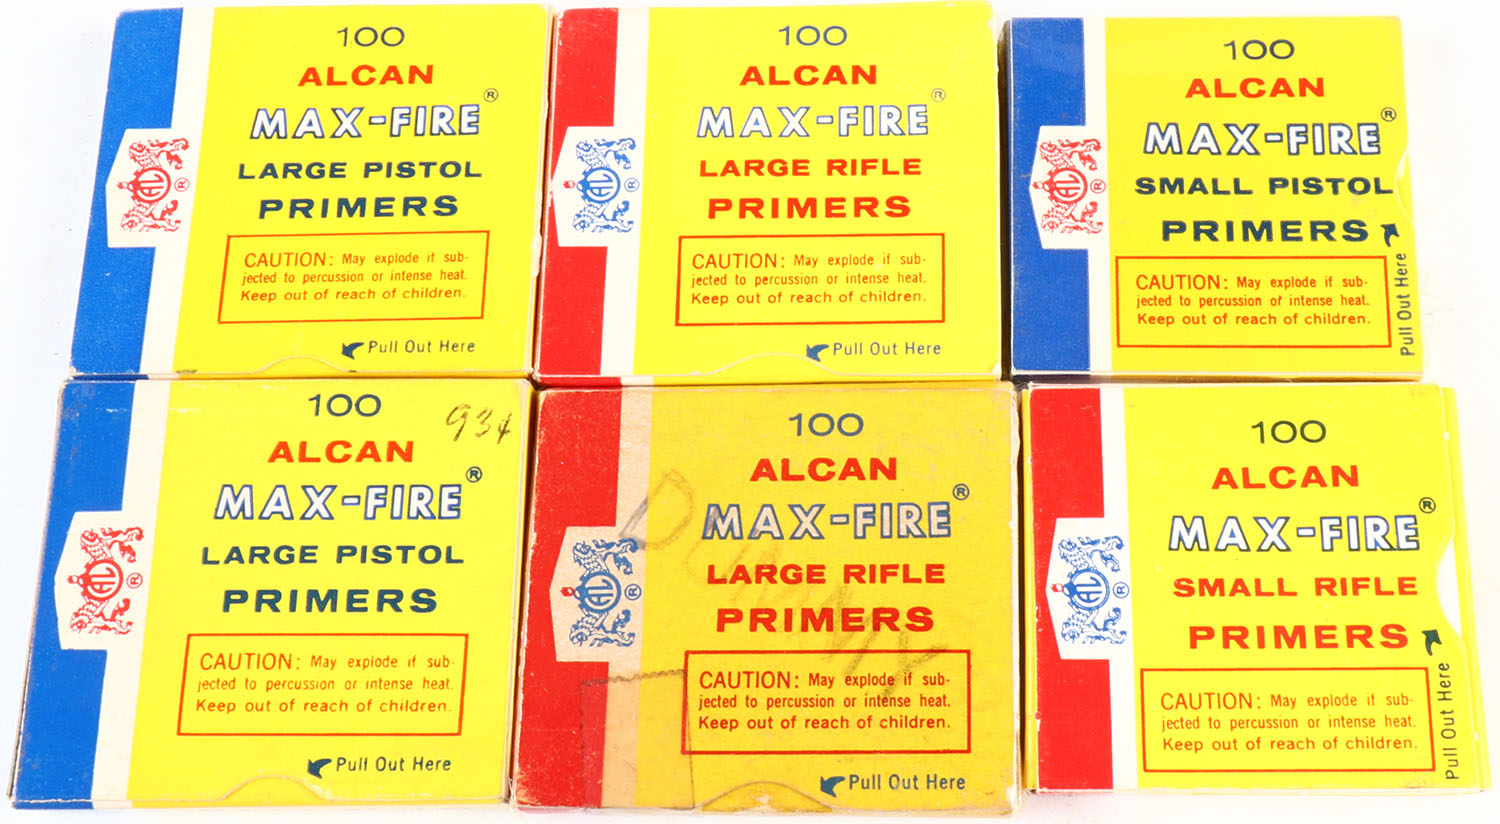 100
ALCAN
MAX-FIRE®
LARGE PISTOL
PRIMERS
AL ®
CAUTION: May explode if sub-
jected to percussion or intense heat.
Keep out of reach of children.
Pull Out Here
100
ALCAN
MAX-FIRE®
LARGE RIFLE
PRIMERS
AL ®
CAUTION: May explode if sub-
jected to percussion or intense heat.
Keep out of reach of children.
Pull Out Here
100
ALCAN
MAX-FIRE®
SMALL PISTOL
PRIMERS
AL ®
CAUTION: May explode if sub-
jected to percussion or intense heat.
Keep out of reach of children.
Pull Out Here
100
93¢
ALCAN
MAX-FIRE®
LARGE PISTOL
PRIMERS
AL ®
CAUTION: May explode if sub-
jected to percussion or intense heat.
Keep out of reach of children.
Pull Out Here
100
ALCAN
MAX-FIRE®
LARGE RIFLE
PRIMERS
AL ®
DUMMY
CAUTION: May explode if sub-
jected to percussion or intense heat.
Keep out of reach of children.
Pull Out Here
100
ALCAN
MAX-FIRE®
SMALL RIFLE
PRIMERS
AL ®
CAUTION: May explode if sub-
jected to percussion or intense heat.
Keep out of reach of children.
Pull Out Here